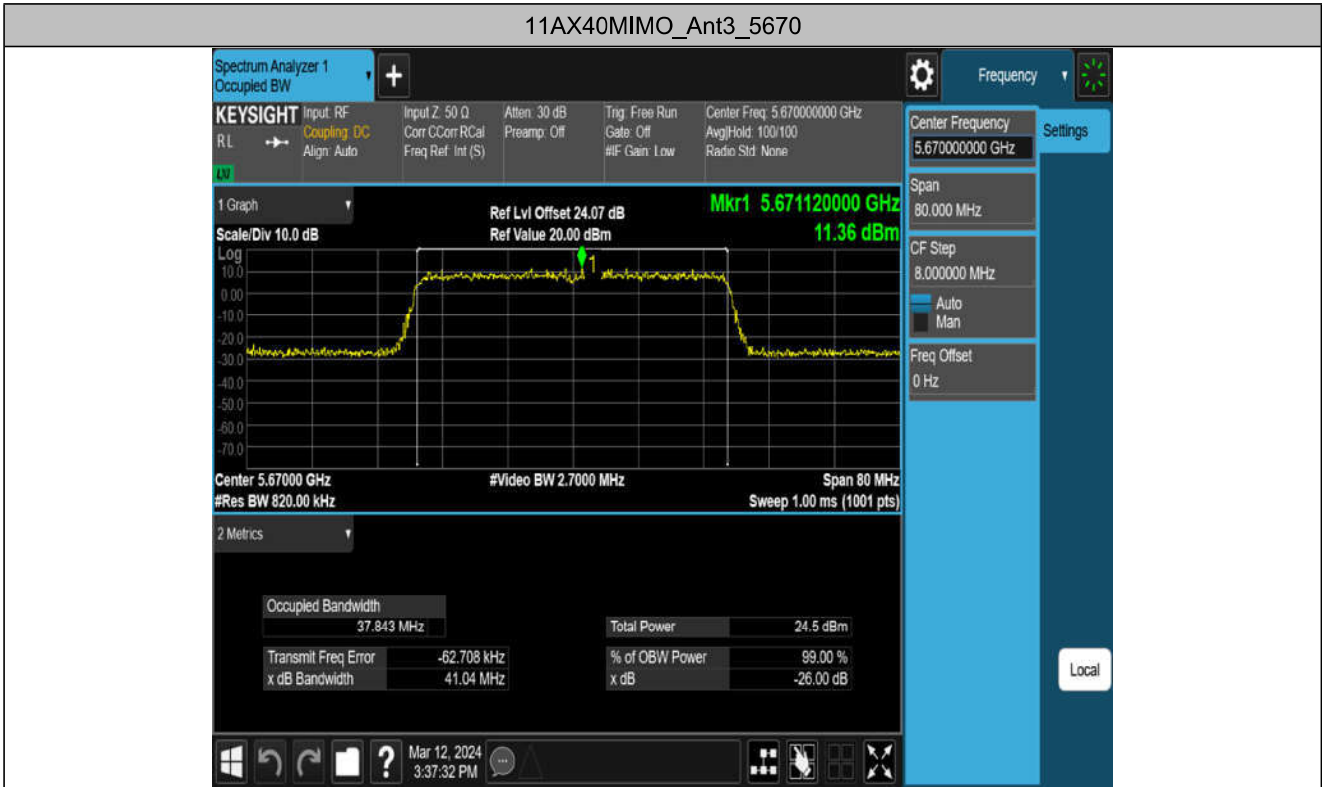 11AX40MIMO_Ant3_5670
Spectrum Analyzer 1
Occupied BW
+
Frequency
KEYSIGHT
RL
LXI
Input: RF
Coupling: DC
Align: Auto
Input Z: 50 Ω
Corr CCorr RCal
Freq Ref: Int (S)
Atten: 30 dB
Preamp: Off
Trig: Free Run
Gate: Off
#IF Gain: Low
Center Freq: 5.670000000 GHz
Avg|Hold: 100/100
Radio Std: None
Center Frequency
5.670000000 GHz
Settings
Span
80.000 MHz
CF Step
8.000000 MHz
Auto
Man
Freq Offset
0 Hz
Local
1 Graph
Scale/Div 10.0 dB
Ref Lvl Offset 24.07 dB
Ref Value 20.00 dBm
Mkr1 5.671120000 GHz
11.36 dBm
Log
10.0
0.00
-10.0
-20.0
-30.0
-40.0
-50.0
-60.0
-70.0
1
Center 5.67000 GHz
#Video BW 2.7000 MHz
Span 80 MHz
#Res BW 820.00 kHz
Sweep 1.00 ms (1001 pts)
2 Metrics
Occupied Bandwidth
37.843 MHz
Total Power 24.5 dBm
Transmit Freq Error -62.708 kHz
% of OBW Power 99.00 %
x dB Bandwidth 41.04 MHz
x dB -26.00 dB
?
Mar 12, 2024
3:37:32 PM